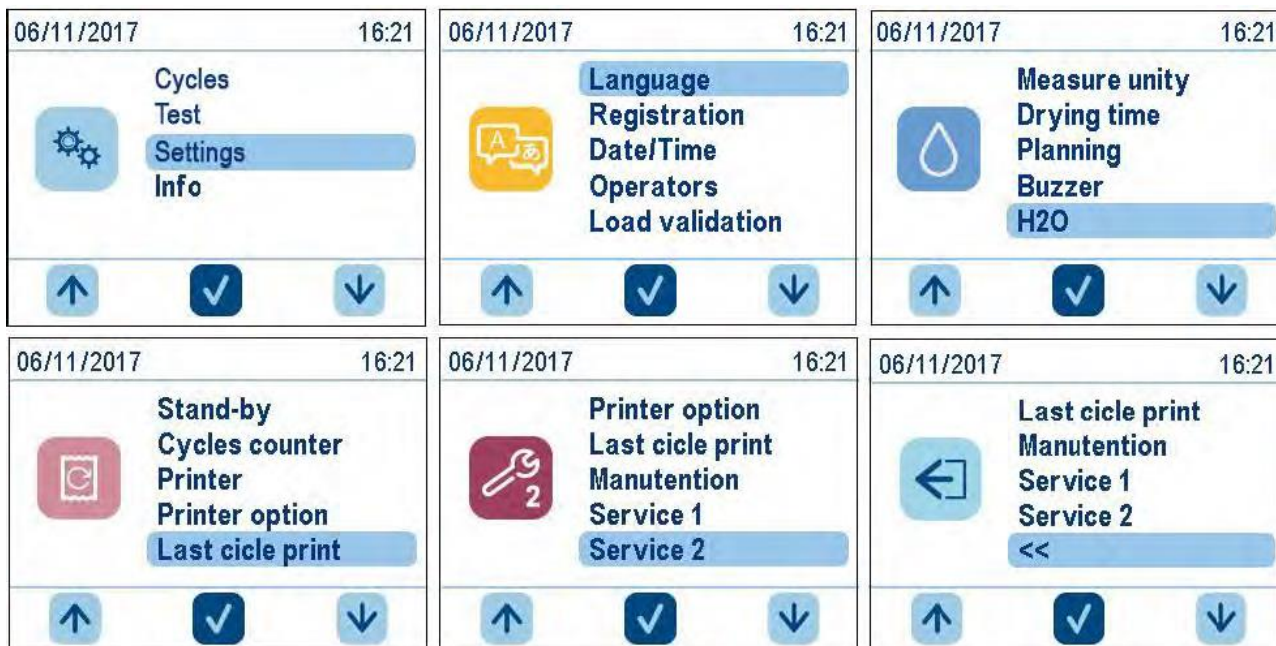 06/11/2017 16:21
Cycles
Test
Settings
Info
06/11/2017 16:21
Language
Registration
Date/Time
Operators
Load validation
06/11/2017 16:21
Measure unity
Drying time
Planning
Buzzer
H2O
06/11/2017 16:21
Stand-by
Cycles counter
Printer
Printer option
Last cicle print
06/11/2017 16:21
2
Printer option
Last cicle print
Manutention
Service 1
Service 2
06/11/2017 16:21
Last cicle print
Manutention
Service 1
Service 2
<<